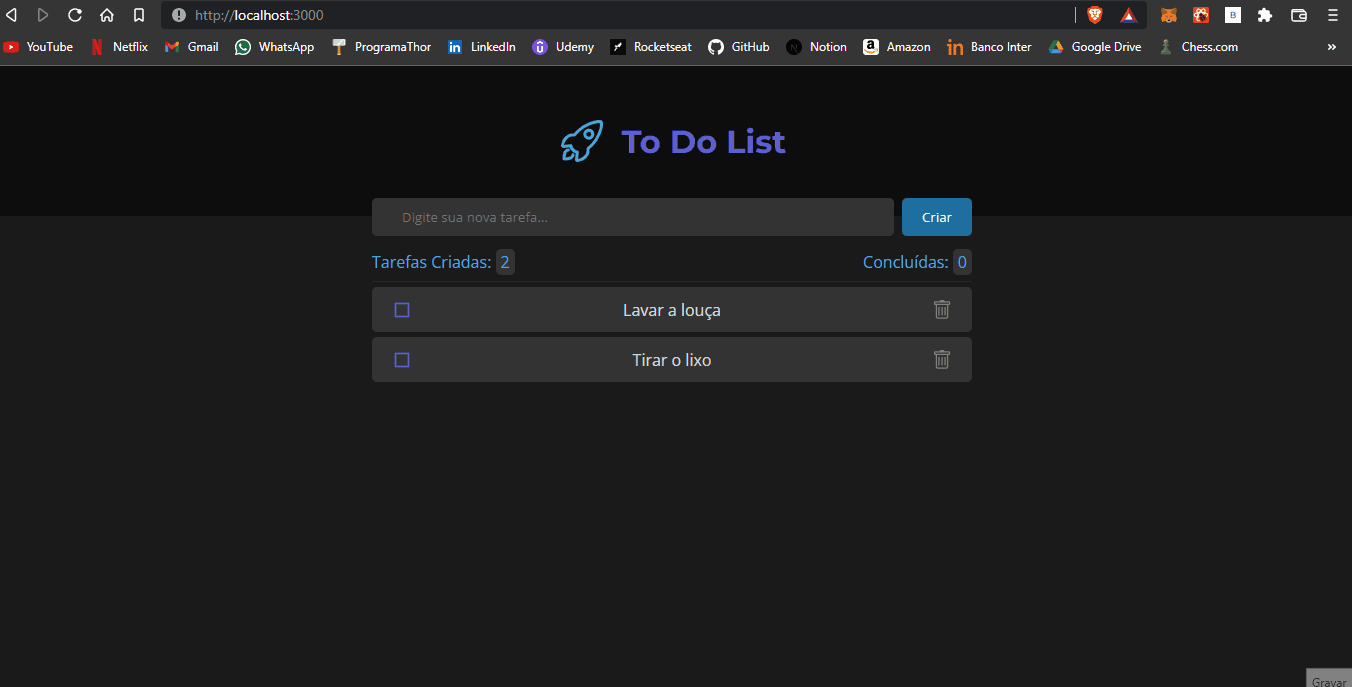 http://localhost:3000
YouTube Netflix Gmail WhatsApp ProgramaThor LinkedIn Udemy Rocketseat GitHub Notion Amazon Banco Inter Google Drive Chess.com »
To Do List
Digite sua nova tarefa... Criar
Tarefas Criadas: 2 Concluídas: 0
Lavar a louça
Tirar o lixo
Gravar